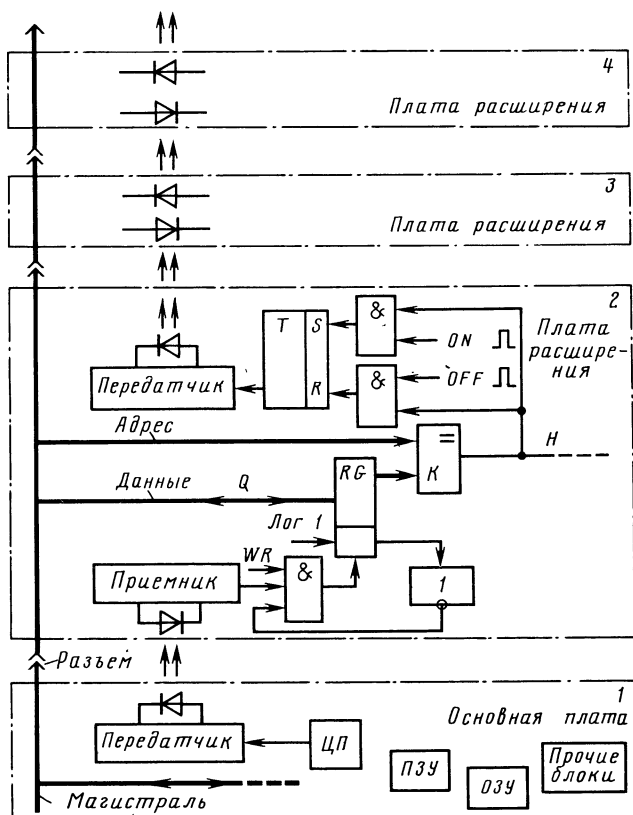 4
Плата расширения
3
Плата расширения
2
Плата
расшире-
ния
T
S
R
&
ON
&
OFF
Передатчик
Адрес
=
K
H
Данные
Q
RG
Лог 1
WR
Приемник
&
1
Разъем
1
Основная плата
Передатчик
ЦП
ПЗУ
ОЗУ
Прочие
блоки
Магистраль